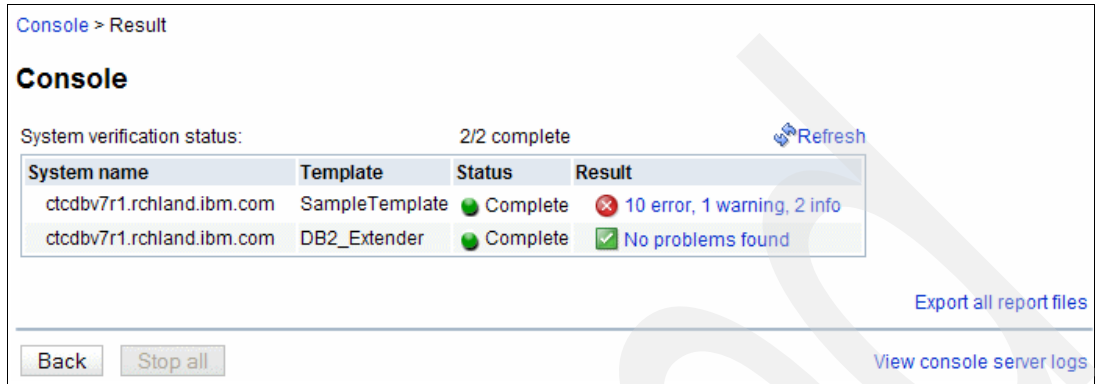 Console > Result
Console
System verification status: 2/2 complete Refresh
System name Template Status Result
ctcdbv7r1.rchland.ibm.com SampleTemplate Complete 10 error, 1 warning, 2 info
ctcdbv7r1.rchland.ibm.com DB2_Extender Complete No problems found
Export all report files
Back Stop all View console server logs